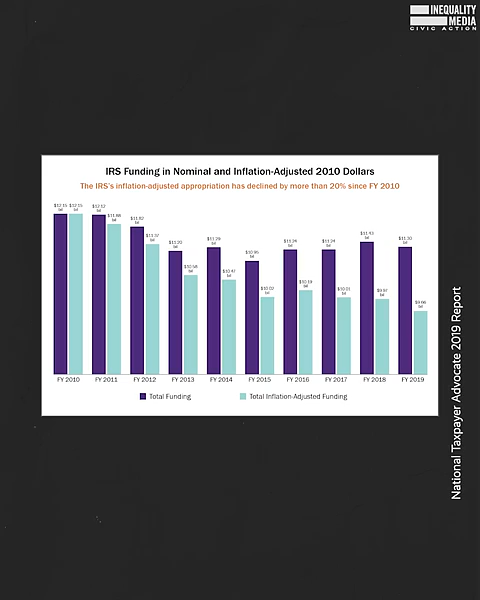 INEQUALITY
MEDIA
CIVIC ACTION
IRS Funding in Nominal and Inflation-Adjusted 2010 Dollars
The IRS's inflation-adjusted appropriation has declined by more than 20% since FY 2010
$12.15 bil
$12.15 bil
$12.12 bil
$11.88 bil
$11.82 bil
$11.37 bil
$11.20 bil
$10.58 bil
$11.29 bil
$10.47 bil
$10.95 bil
$10.02 bil
$11.24 bil
$10.19 bil
$11.24 bil
$10.01 bil
$11.43 bil
$9.97 bil
$11.30 bil
$9.66 bil
FY 2010
FY 2011
FY 2012
FY 2013
FY 2014
FY 2015
FY 2016
FY 2017
FY 2018
FY 2019
Total Funding
Total Inflation-Adjusted Funding
National Taxpayer Advocate 2019 Report